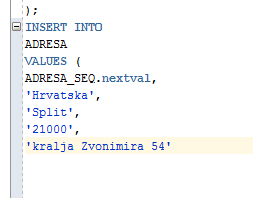 );
INSERT INTO
ADRESA
VALUES (
ADRESA_SEQ.nextval,
'Hrvatska',
'Split',
'21000',
'kralja Zvonimira 54'